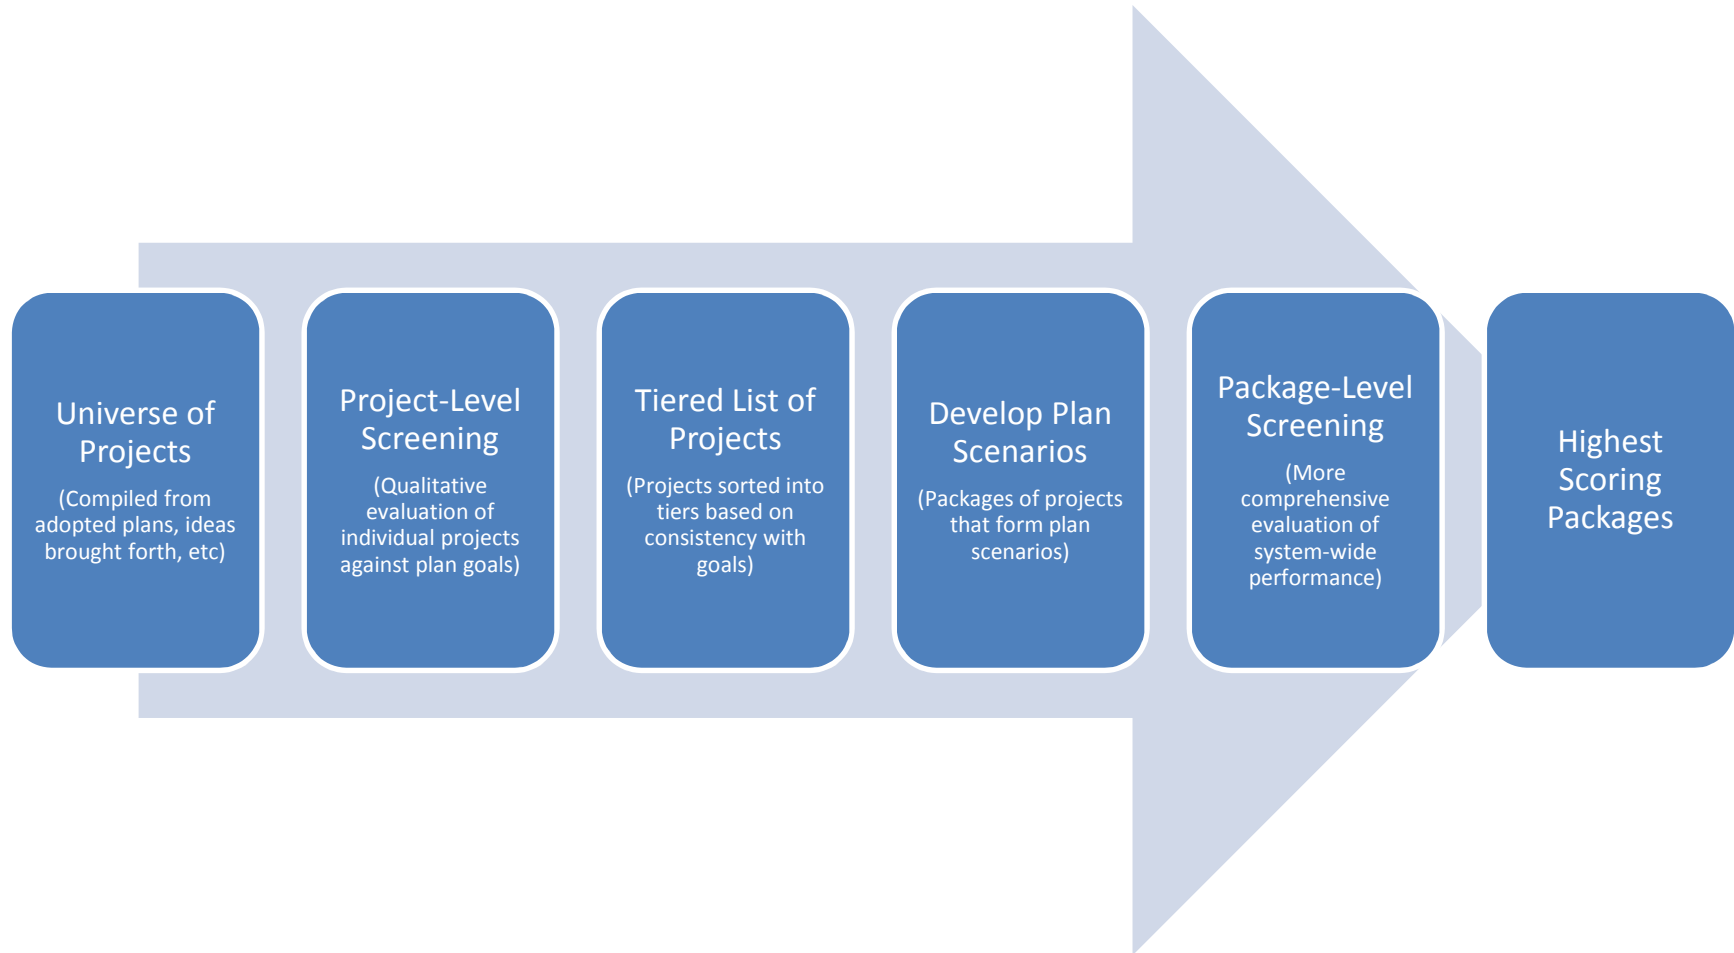 Universe of
Projects
(Compiled from
adopted plans, ideas
brought forth, etc)
Project-Level
Screening
(Qualitative
evaluation of
individual projects
against plan goals)
Tiered List of
Projects
(Projects sorted into
tiers based on
consistency with
goals)
Develop Plan
Scenarios
(Packages of projects
that form plan
scenarios)
Package-Level
Screening
(More
comprehensive
evaluation of
system-wide
performance)
Highest
Scoring
Packages